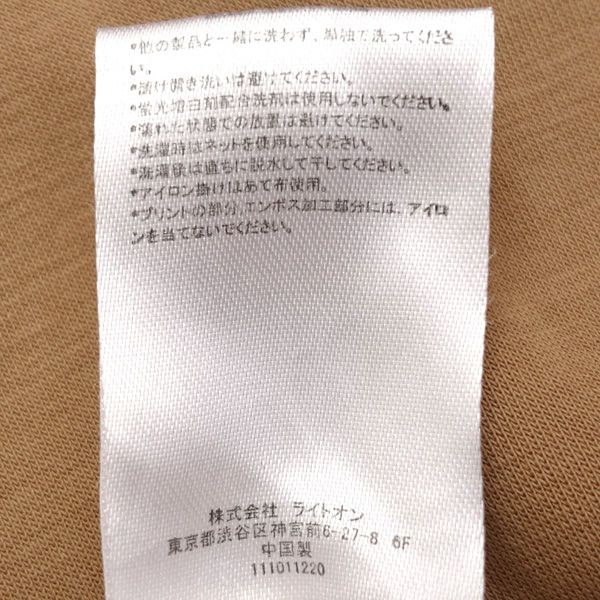 *他の製品と一緒に洗わず、単独で洗ってくださ
い。
*漬け置き洗いは避けてください。
*蛍光増白剤配合洗剤は使用しないでください。
*濡れた状態での放置は避けてください。
*洗濯時はネットを使用してください。
*洗濯後は直ちに脱水して干してください。
*アイロン掛けはあて布使用。
*プリントの部分,エンボス加工部分には、アイロ
ンを当てないでください。
株式会社 ライトオン
東京都渋谷区神宮前6-27-8 6F
中国製
111011220